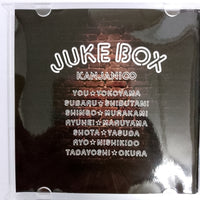 JUKE BOX
KANJANI∞
YOU☆YOKOYAMA
SUBARU☆SHIBUTANI
SHINGO☆MURAKAMI
RYUHEI☆MARUYAMA
SHOTA☆YASUDA
RYO☆NISHIKIDO
TADAYOSHI☆OKURA